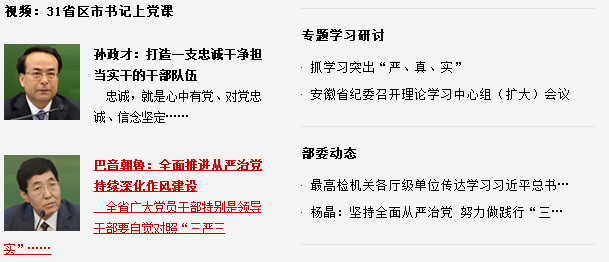 视频：31省区市书记上党课
孙政才：打造一支忠诚干净担
当实干的干部队伍
忠诚，就是心中有党、对党忠
诚、信念坚定……
巴音朝鲁：全面推进从严治党
持续深化作风建设
全省广大党员干部特别是领导
干部要自觉对照“三严三
实”……
专题学习研讨
· 抓学习突出“严、真、实”
· 安徽省纪委召开理论学习中心组（扩大）会议
部委动态
· 最高检机关各厅级单位传达学习习近平总书…
· 杨晶：坚持全面从严治党 努力做践行“三…